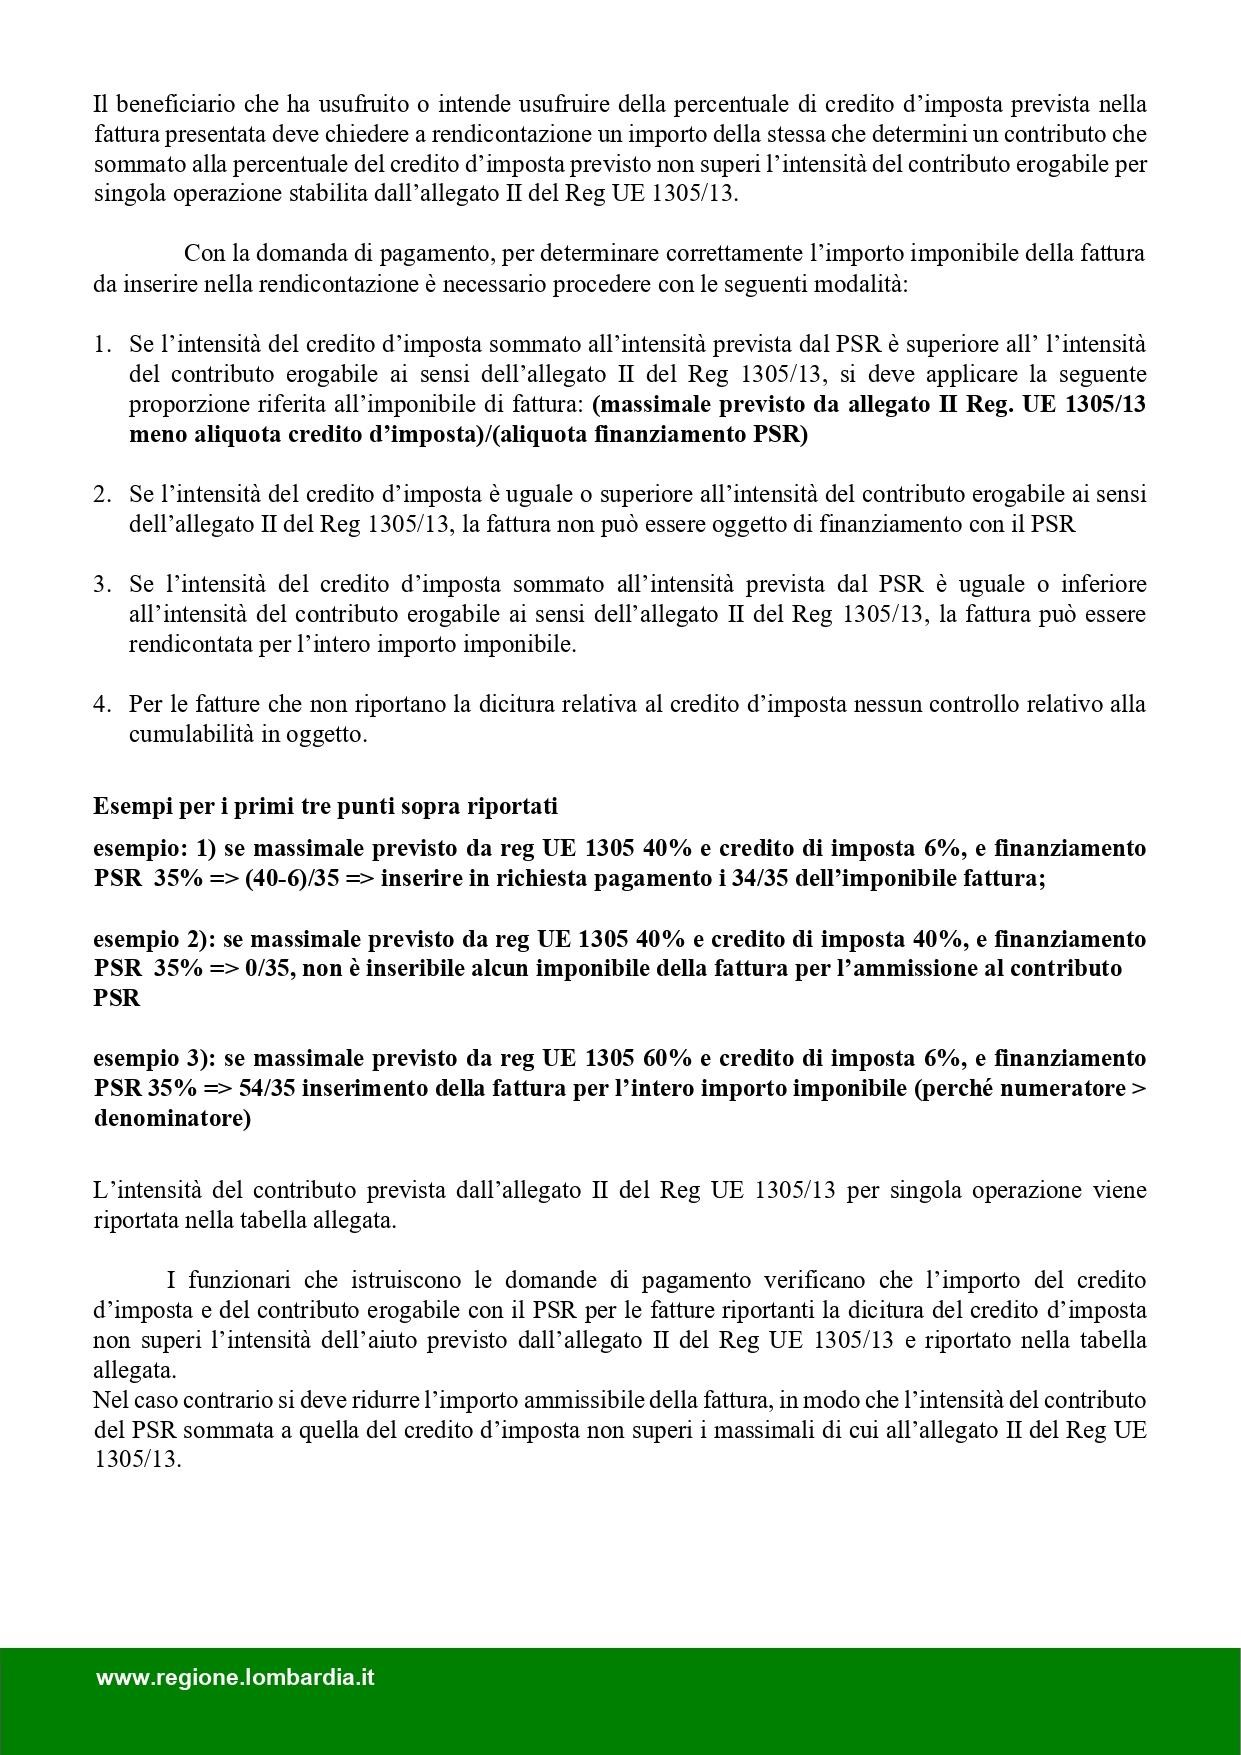 Il beneficiario che ha usufruito o intende usufruire della percentuale di credito d’imposta prevista nella
fattura presentata deve chiedere a rendicontazione un importo della stessa che determini un contributo che
sommato alla percentuale del credito d’imposta previsto non superi l’intensità del contributo erogabile per
singola operazione stabilita dall’allegato II del Reg UE 1305/13.
Con la domanda di pagamento, per determinare correttamente l’importo imponibile della fattura
da inserire nella rendicontazione è necessario procedere con le seguenti modalità:
1. Se l’intensità del credito d’imposta sommato all’intensità prevista dal PSR è superiore all’ l’intensità
del contributo erogabile ai sensi dell’allegato II del Reg 1305/13, si deve applicare la seguente
proporzione riferita all’imponibile di fattura: (massimale previsto da allegato II Reg. UE 1305/13
meno aliquota credito d’imposta)/(aliquota finanziamento PSR)
2. Se l’intensità del credito d’imposta è uguale o superiore all’intensità del contributo erogabile ai sensi
dell’allegato II del Reg 1305/13, la fattura non può essere oggetto di finanziamento con il PSR
3. Se l’intensità del credito d’imposta sommato all’intensità prevista dal PSR è uguale o inferiore
all’intensità del contributo erogabile ai sensi dell’allegato II del Reg 1305/13, la fattura può essere
rendicontata per l’intero importo imponibile.
4. Per le fatture che non riportano la dicitura relativa al credito d’imposta nessun controllo relativo alla
cumulabilità in oggetto.
Esempi per i primi tre punti sopra riportati
esempio: 1) se massimale previsto da reg UE 1305 40% e credito di imposta 6%, e finanziamento
PSR 35% => (40-6)/35 => inserire in richiesta pagamento i 34/35 dell’imponibile fattura;
esempio 2): se massimale previsto da reg UE 1305 40% e credito di imposta 40%, e finanziamento
PSR 35% => 0/35, non è inseribile alcun imponibile della fattura per l’ammissione al contributo
PSR
esempio 3): se massimale previsto da reg UE 1305 60% e credito di imposta 6%, e finanziamento
PSR 35% => 54/35 inserimento della fattura per l’intero importo imponibile (perché numeratore >
denominatore)
L’intensità del contributo prevista dall’allegato II del Reg UE 1305/13 per singola operazione viene
riportata nella tabella allegata.
I funzionari che istruiscono le domande di pagamento verificano che l’importo del credito
d’imposta e del contributo erogabile con il PSR per le fatture riportanti la dicitura del credito d’imposta
non superi l’intensità dell’aiuto previsto dall’allegato II del Reg UE 1305/13 e riportato nella tabella
allegata.
Nel caso contrario si deve ridurre l’importo ammissibile della fattura, in modo che l’intensità del contributo
del PSR sommata a quella del credito d’imposta non superi i massimali di cui all’allegato II del Reg UE
1305/13.
www.regione.lombardia.it